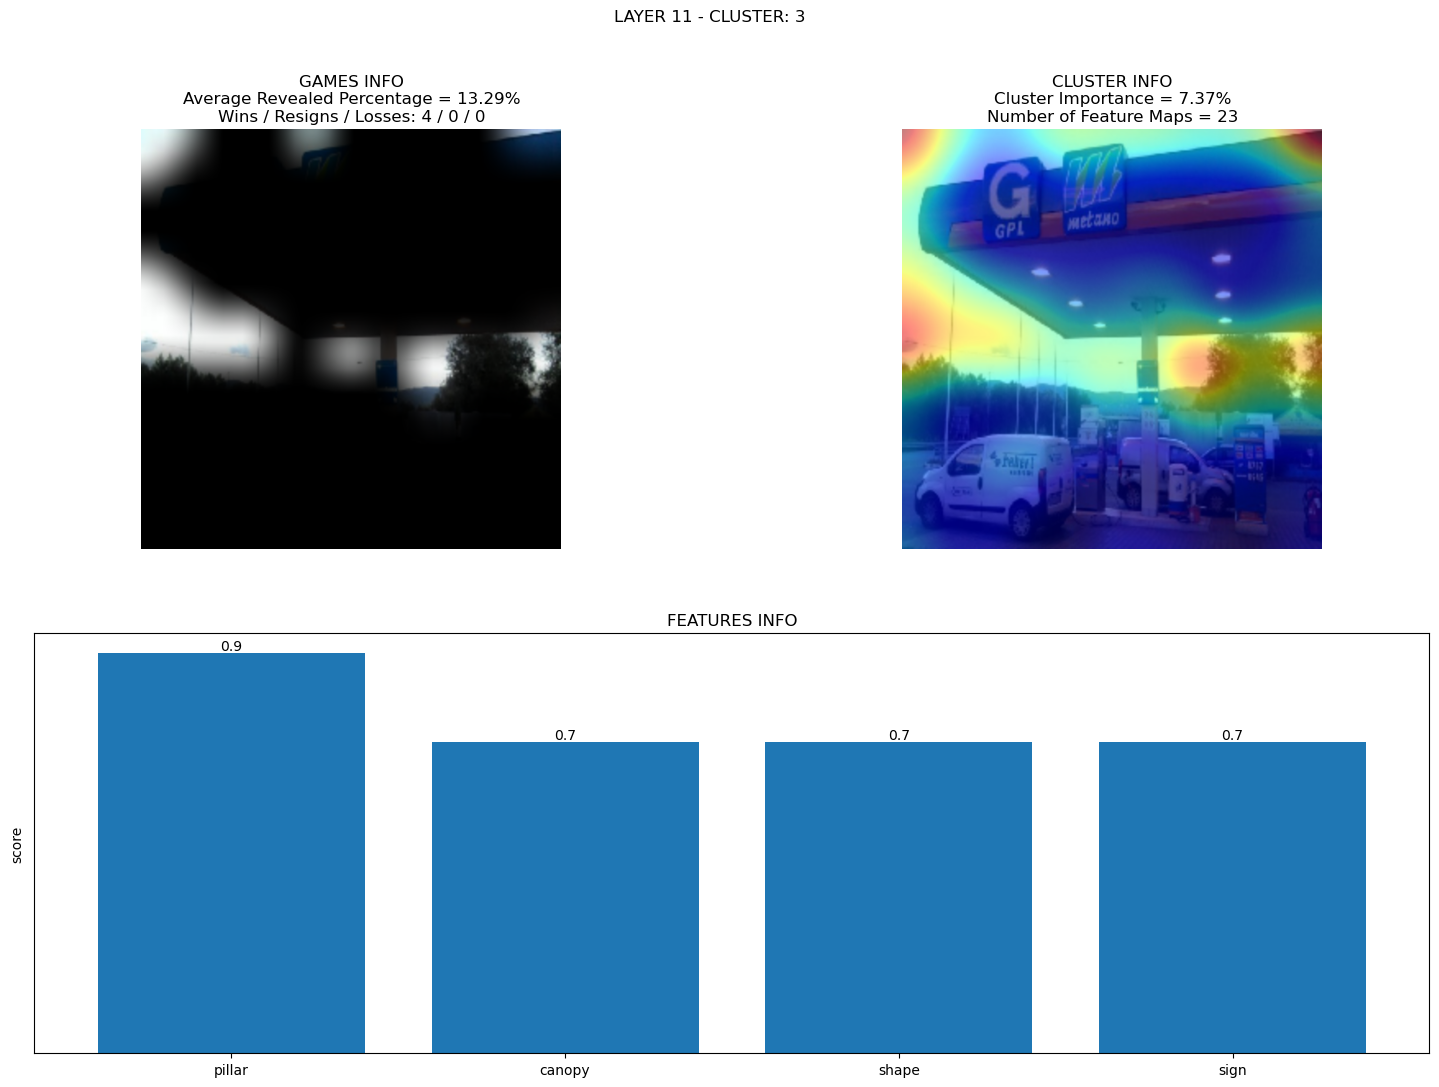 LAYER 11 - CLUSTER: 3
GAMES INFO
Average Revealed Percentage = 13.29%
Wins / Resigns / Losses: 4 / 0 / 0
CLUSTER INFO
Cluster Importance = 7.37%
Number of Feature Maps = 23
G
GPL
metano
FEATURES INFO
score
0.9
0.7
0.7
0.7
pillar
canopy
shape
sign